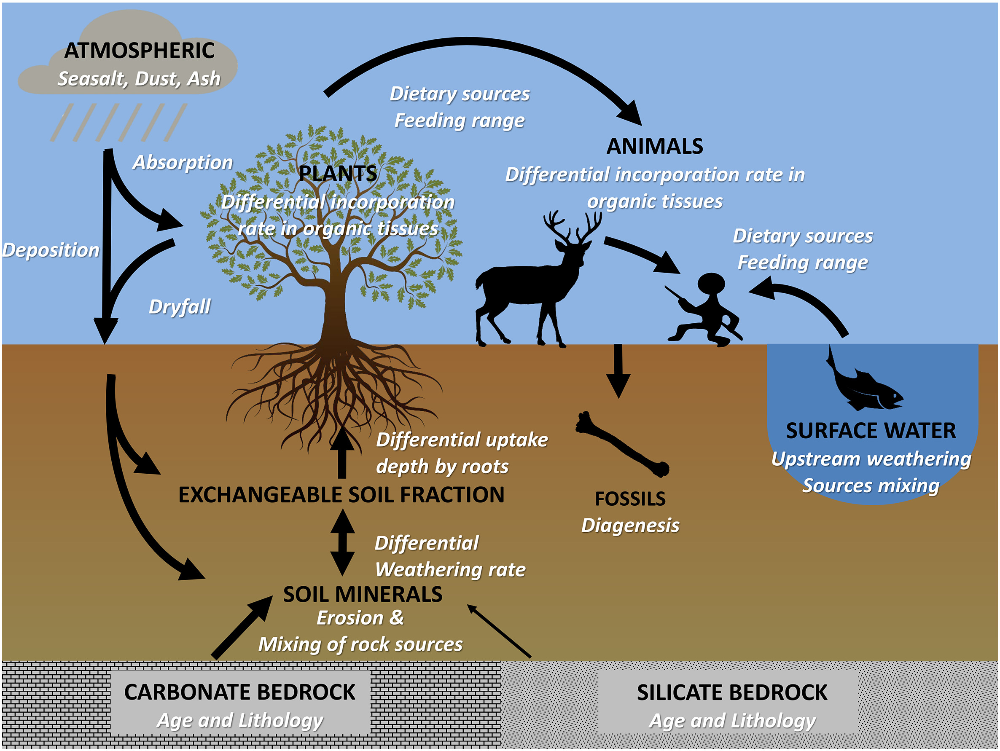 ATMOSPHERIC
Seasalt, Dust, Ash
Dietary sources
Feeding range
Absorption
PLANTS
Differential incorporation
rate in organic tissues
ANIMALS
Differential incorporation rate in
organic tissues
Dietary sources
Feeding range
Deposition
Dryfall
Differential uptake
depth by roots
EXCHANGEABLE SOIL FRACTION
FOSSILS
Diagenesis
SURFACE WATER
Upstream weathering
Sources mixing
Differential
Weathering rate
SOIL MINERALS
Erosion &
Mixing of rock sources
CARBONATE BEDROCK
Age and Lithology
SILICATE BEDROCK
Age and Lithology